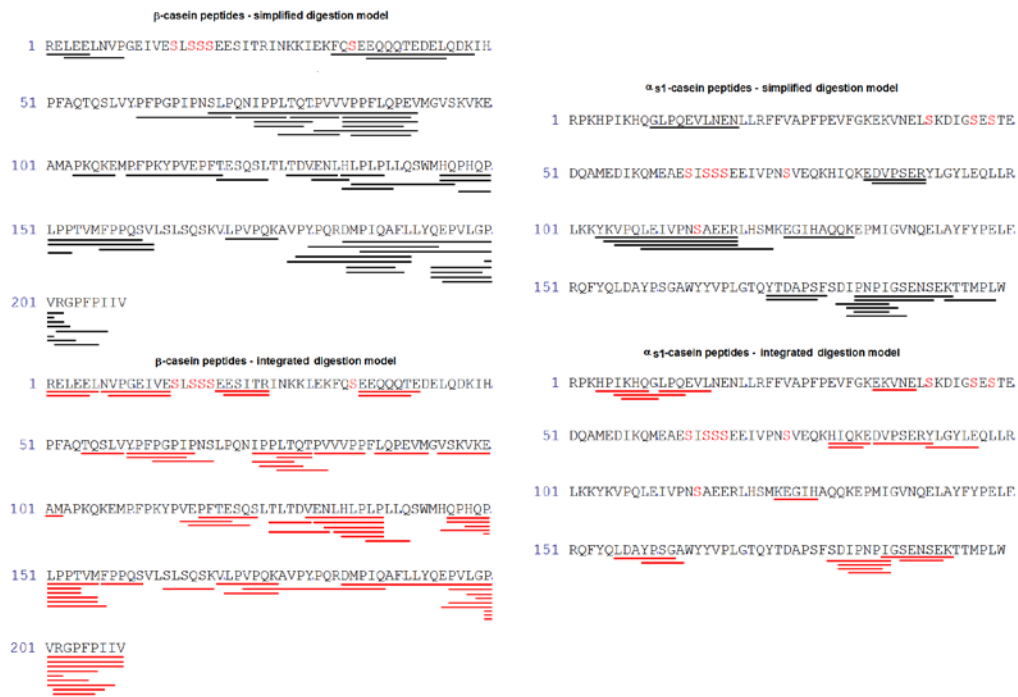 β-casein peptides - simplified digestion model
1 RELEELNVPGEIVESLSSSEESITRINKKIEKFQSEEQQQTEDELQDKIH
51 PFAQTQSLVYPFPGPIPNSLPQNIPPLTQTPVVVPPFLQPEVMGVSKVKE
101 AMAPKQKEMPFPKYPVEPFTESQSLTLTDVENLHLPLPLLQSWMHQPHQP
151 LPPTVMFPPQSVLSLSQSKVLPVPQKAVPYPQRDMPIQAFLLYQEPVLGP
201 VRGPFPIIV
β-casein peptides - integrated digestion model
1 RELEELNVPGEIVESLSSSEESITRINKKIEKFQSEEQQQTEDELQDKIH
51 PFAQTQSLVYPFPGPIPNSLPQNIPPLTQTPVVVPPFLQPEVMGVSKVKE
101 AMAPKQKEMPFPKYPVEPFTESQSLTLTDVENLHLPLPLLQSWMHQPHQP
151 LPPTVMFPPQSVLSLSQSKVLPVPQKAVPYPQRDMPIQAFLLYQEPVLGP
201 VRGPFPIIV
α s1-casein peptides - simplified digestion model
1 RPKHPIKHQGLPQEVLNENLLRFFVAPFPEVFGKEKVNELSKDIGSESTE
51 DQAMEDIKQMEAESISSSEEIVPNSVEQKHIQKEDVPSERYLGYLEQLLR
101 LKKYKVPQLEIVPNSAEERLHSMKEGIHAQQKEPMIGVNQELAYFYPELF
151 RQFYQLDAYPSGAWYYVPLGTQYTDAPSFSDIPNPIGSENSEKTTMPLW
α s1-casein peptides - integrated digestion model
1 RPKHPIKHQGLPQEVLNENLLRFFVAPFPEVFGKEKVNELSKDIGSESTE
51 DQAMEDIKQMEAESISSSEEIVPNSVEQKHIQKEDVPSERYLGYLEQLLR
101 LKKYKVPQLEIVPNSAEERLHSMKEGIHAQQKEPMIGVNQELAYFYPELF
151 RQFYQLDAYPSGAWYYVPLGTQYTDAPSFSDIPNPIGSENSEKTTMPLW